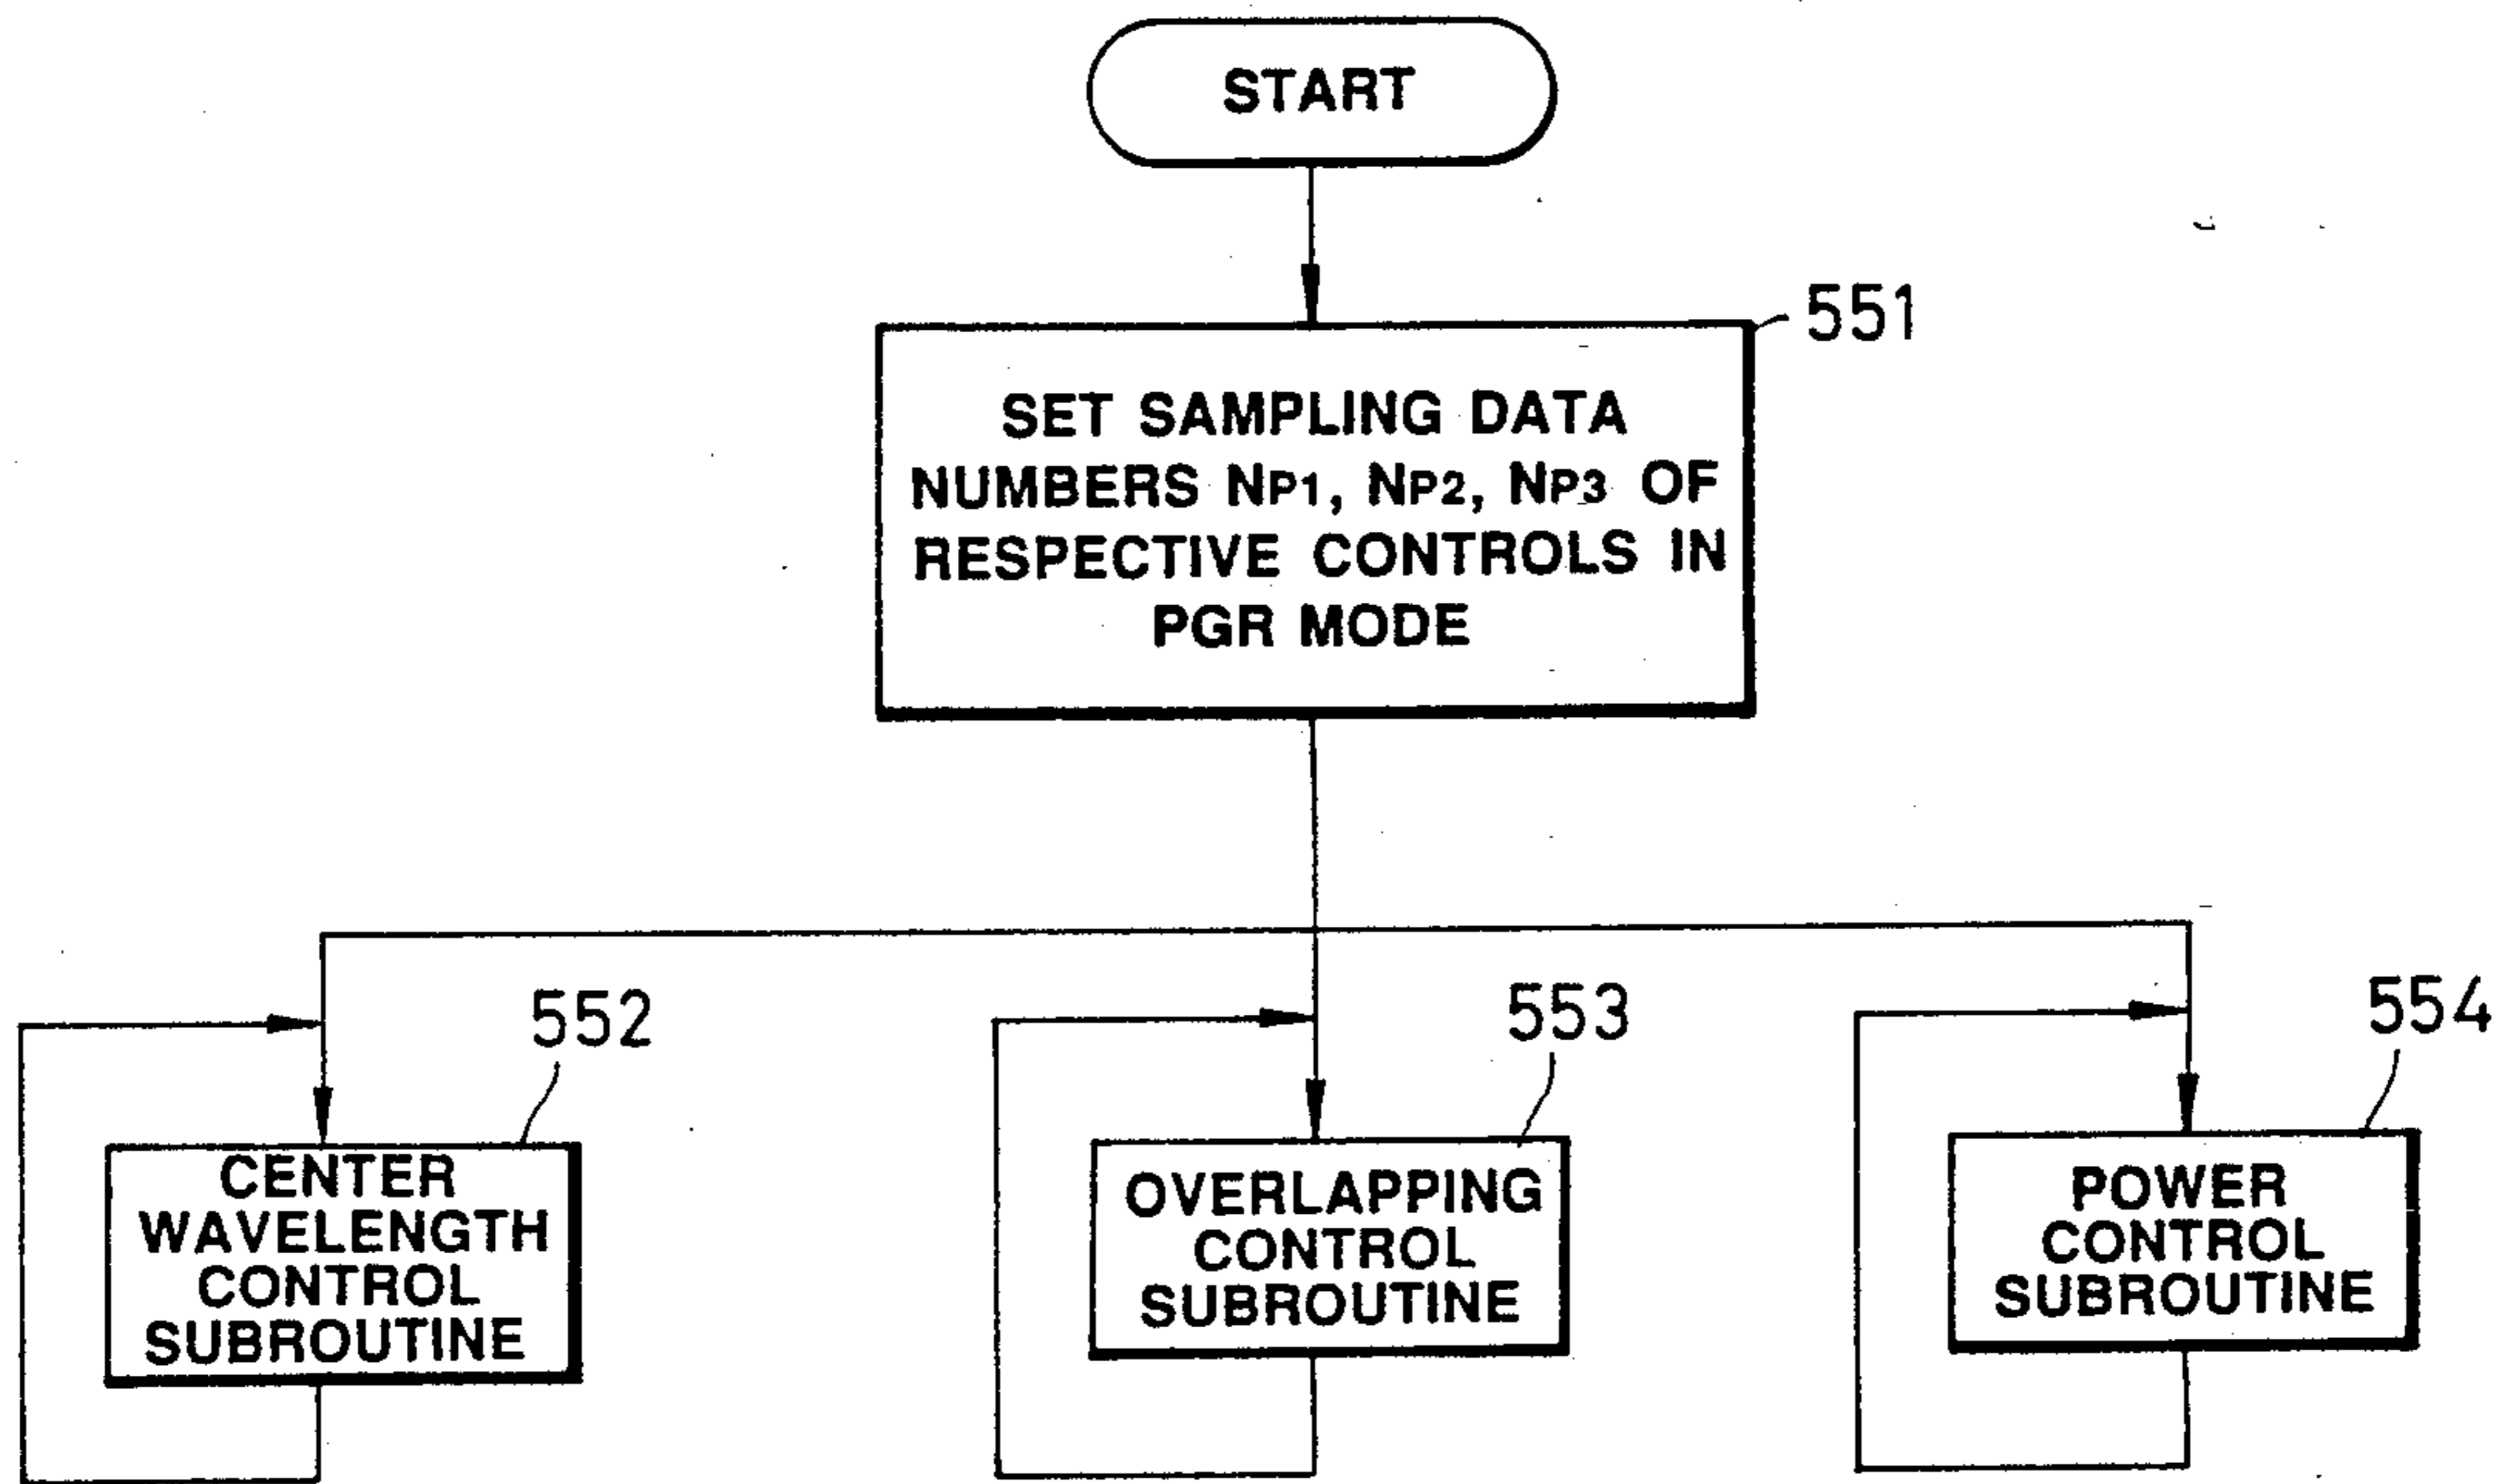 START
551
SET SAMPLING DATA
NUMBERS NP1, NP2, NP3 OF
RESPECTIVE CONTROLS IN
PGR MODE
552
CENTER
WAVELENGTH
CONTROL
SUBROUTINE
553
OVERLAPPING
CONTROL
SUBROUTINE
554
POWER
CONTROL
SUBROUTINE